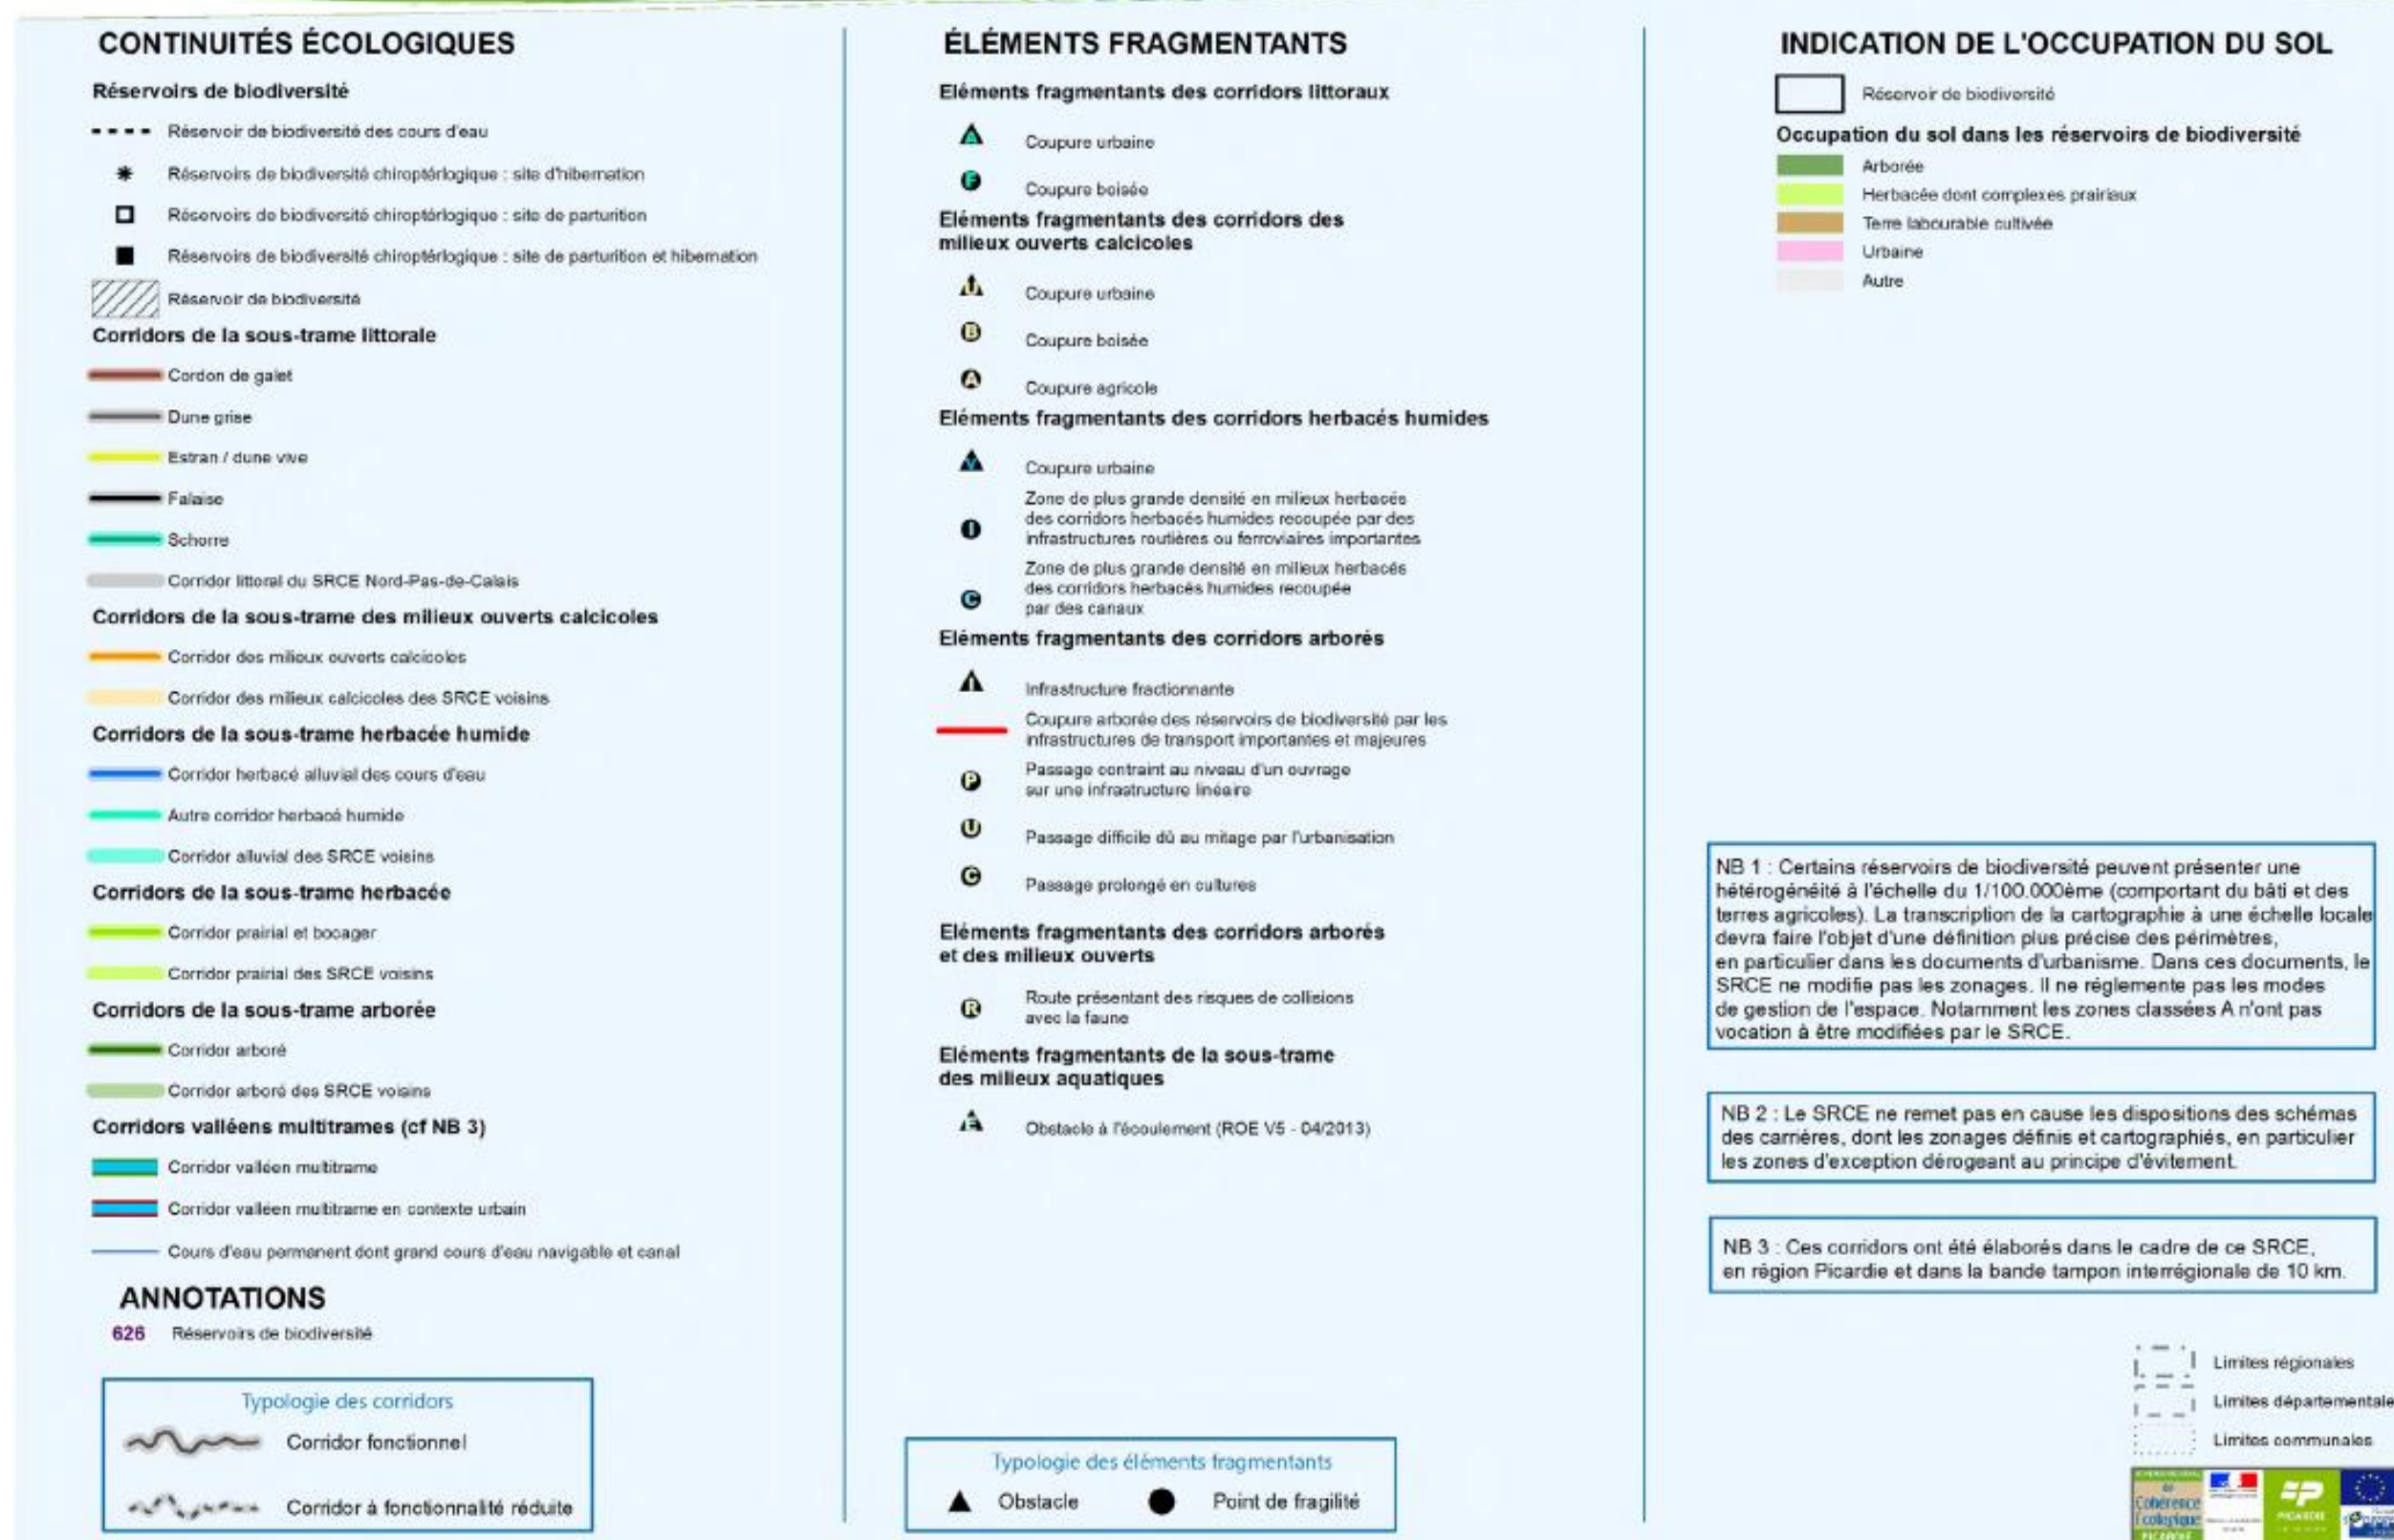 CONTINUITÉS ÉCOLOGIQUES
Réservoirs de biodiversité
Réservoir de biodiversité des cours d'eau
Réservoirs de biodiversité chiroptérlogique : site d'hibernation
Réservoirs de biodiversité chiroptérlogique : site de parturition
Réservoirs de biodiversité chiroptérlogique : site de parturition et hibernation
Réservoir de biodiversité
Corridors de la sous-trame littorale
Cordon de galet
Dune grise
Estran / dune vive
Falaise
Schorre
Corridor littoral du SRCE Nord-Pas-de-Calais
Corridors de la sous-trame des milieux ouverts calcicoles
Corridor des milieux ouverts calcicoles
Corridor des milieux calcicoles des SRCE voisins
Corridors de la sous-trame herbacée humide
Corridor herbacé alluvial des cours d'eau
Autre corridor herbacé humide
Corridor alluvial des SRCE voisins
Corridors de la sous-trame herbacée
Corridor prairial et bocager
Corridor prairial des SRCE voisins
Corridors de la sous-trame arborée
Corridor arboré
Corridor arboré des SRCE voisins
Corridors valléens multitrames (cf NB 3)
Corridor valléen multitrame
Corridor valléen multitrame en contexte urbain
Cours d'eau permanent dont grand cours d'eau navigable et canal
ANNOTATIONS
626 Réservoirs de biodiversité
Typologie des corridors
Corridor fonctionnel
Corridor à fonctionnalité réduite
ÉLÉMENTS FRAGMENTANTS
Eléments fragmentants des corridors littoraux
A Coupure urbaine
F Coupure boisée
Eléments fragmentants des corridors des
milieux ouverts calcicoles
U Coupure urbaine
B Coupure boisée
A Coupure agricole
Eléments fragmentants des corridors herbacés humides
V Coupure urbaine
Zone de plus grande densité en milieux herbacés
des corridors herbacés humides recoupée par des
I infrastructures routières ou ferroviaires importantes
Zone de plus grande densité en milieux herbacés
des corridors herbacés humides recoupée
C par des canaux
Eléments fragmentants des corridors arborés
I Infrastructure fractionnante
Coupure arborée des réservoirs de biodiversité par les
infrastructures de transport importantes et majeures
P Passage contraint au niveau d'un ouvrage
sur une infrastructure linéaire
U Passage difficile dû au mitage par l'urbanisation
C Passage prolongé en cultures
Eléments fragmentants des corridors arborés
et des milieux ouverts
R Route présentant des risques de collisions
avec la faune
Eléments fragmentants de la sous-trame
des milieux aquatiques
E Obstacle à l'écoulement (ROE V5 - 04/2013)
Typologie des éléments fragmentants
Obstacle Point de fragilité
INDICATION DE L'OCCUPATION DU SOL
Réservoir de biodiversité
Occupation du sol dans les réservoirs de biodiversité
Arborée
Herbacée dont complexes prairiaux
Terre labourable cultivée
Urbaine
Autre
NB 1 : Certains réservoirs de biodiversité peuvent présenter une
hétérogénéité à l'échelle du 1/100.000ème (comportant du bâti et des
terres agricoles). La transcription de la cartographie à une échelle locale
devra faire l'objet d'une définition plus précise des périmètres,
en particulier dans les documents d'urbanisme. Dans ces documents, le
SRCE ne modifie pas les zonages. Il ne réglemente pas les modes
de gestion de l'espace. Notamment les zones classées A n'ont pas
vocation à être modifiées par le SRCE.
NB 2 : Le SRCE ne remet pas en cause les dispositions des schémas
des carrières, dont les zonages définis et cartographiés, en particulier
les zones d'exception dérogeant au principe d'évitement.
NB 3 : Ces corridors ont été élaborés dans le cadre de ce SRCE,
en région Picardie et dans la bande tampon interrégionale de 10 km.
Limites régionales
Limites départementale
Limites communales
Cohérence
Écologique
PICARDIE
PICARDIE